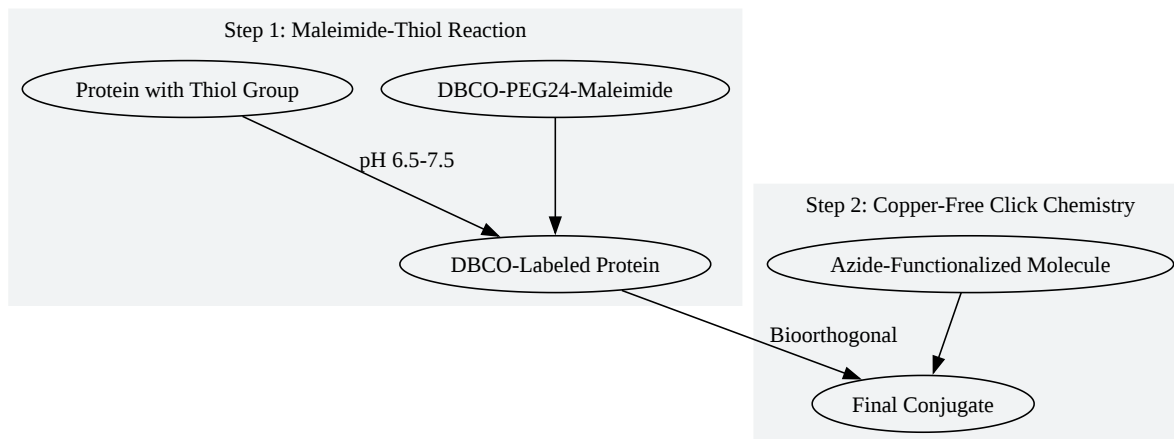 Step 1: Maleimide-Thiol Reaction
Protein with Thiol Group
DBCO-PEG24-Maleimide
pH 6.5-7.5
DBCO-Labeled Protein
Step 2: Copper-Free Click Chemistry
Azide-Functionalized Molecule
Bioorthogonal
Final Conjugate